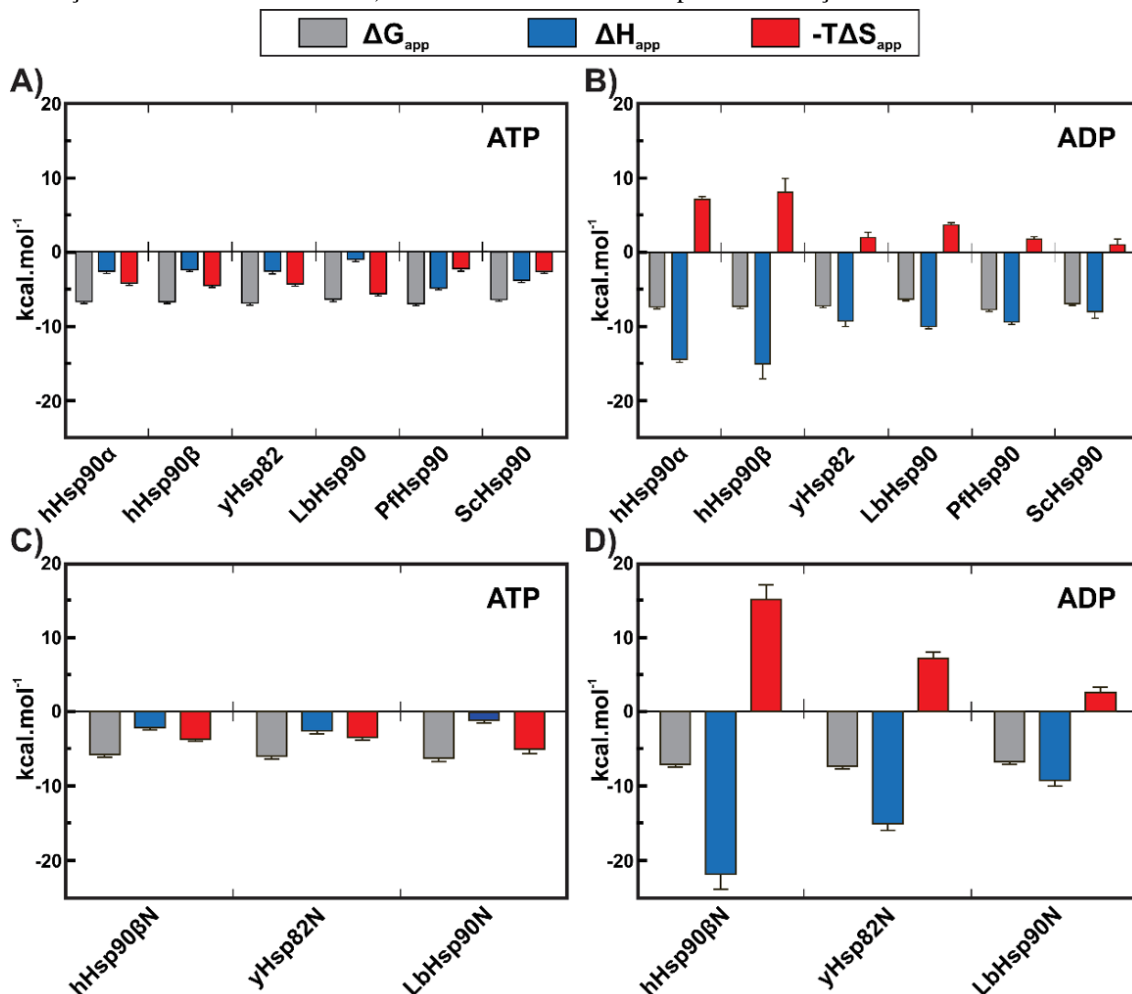 ΔGapp ΔHapp -TΔSapp
A) B)
20 ATP 20 ADP
10 10
0 0
-10 -10
-20 -20
kcal.mol-1 kcal.mol-1
hHsp90α hHsp90β yHsp82 LbHsp90 PfHsp90 ScHsp90 hHsp90α hHsp90β yHsp82 LbHsp90 PfHsp90 ScHsp90
C) D)
20 ATP 20 ADP
10 10
0 0
-10 -10
-20 -20
kcal.mol-1 kcal.mol-1
hHsp90βN yHsp82N LbHsp90N hHsp90βN yHsp82N LbHsp90N